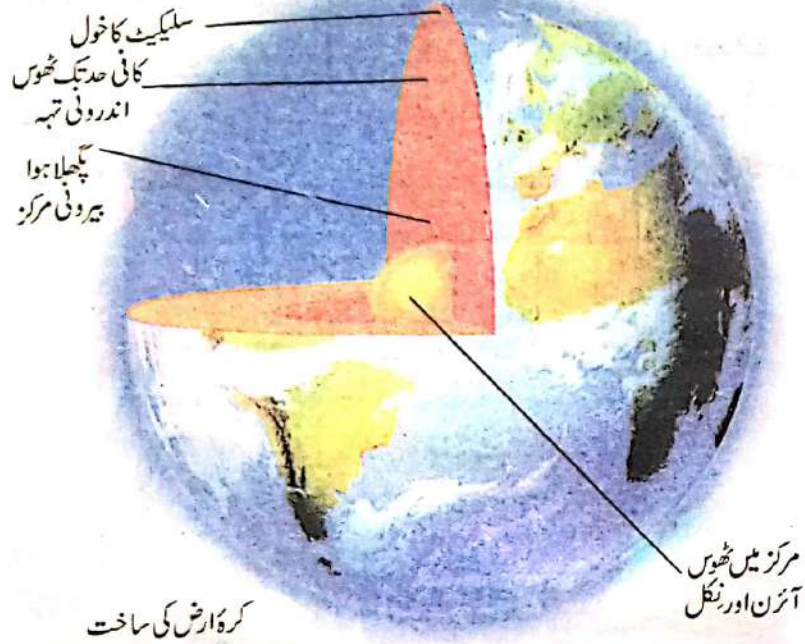 سلیکیٹ کا خول
کافی حد تک ٹھوس
اندرونی تہہ
پگھلا ہوا
بیرونی مرکز
مرکز میں ٹھوس
آئرن اور نکل
کرۂ ارض کی ساخت